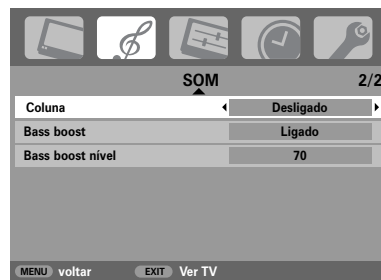 SOM 2/2
Coluna Desligado
Bass boost Ligado
Bass boost nível 70
MENU voltar EXIT Ver TV